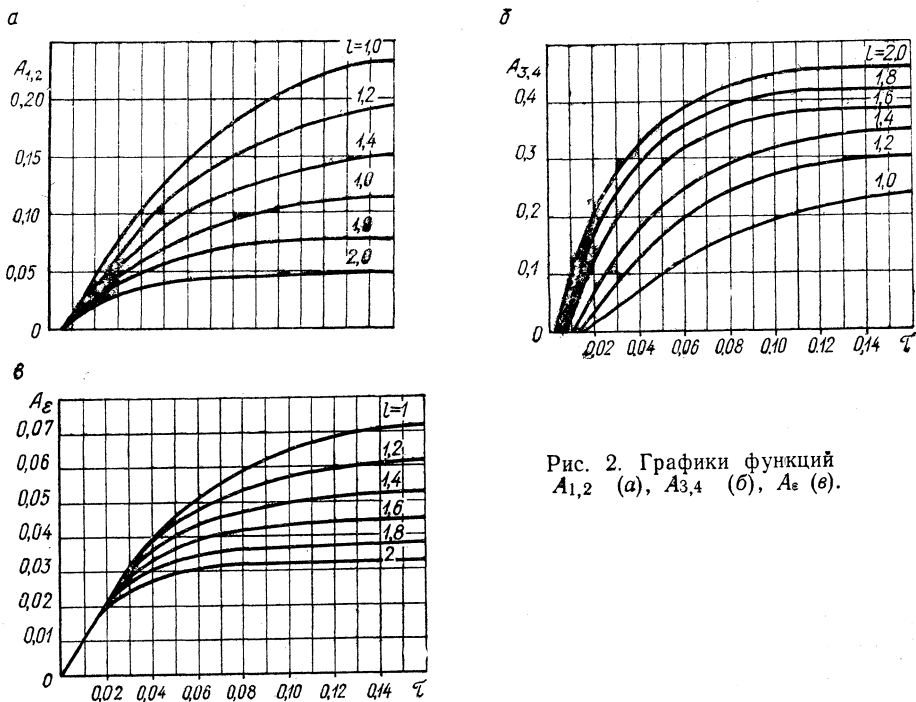 а
A1,2
0,20
0,15
0,10
0,05
0
l=1,0
1,2
1,4
1,0
1,8
2,0
б
A3,4
0,4
0,3
0,2
0,1
0
l=2,0
1,8
1,6
1,4
1,2
1,0
0,02 0,04 0,06 0,08 0,10 0.12 0,14 τ
в
Aε
0,07
0,06
0,05
0,04
0,03
0,02
0,01
0
l=1
1,2
1,4
1,6
1,8
2
0,02 0,04 0,06 0,08 0,10 0,12 0,14 τ
Рис. 2. Графики функций
A1,2 (а), A3,4 (б), Aε (в).